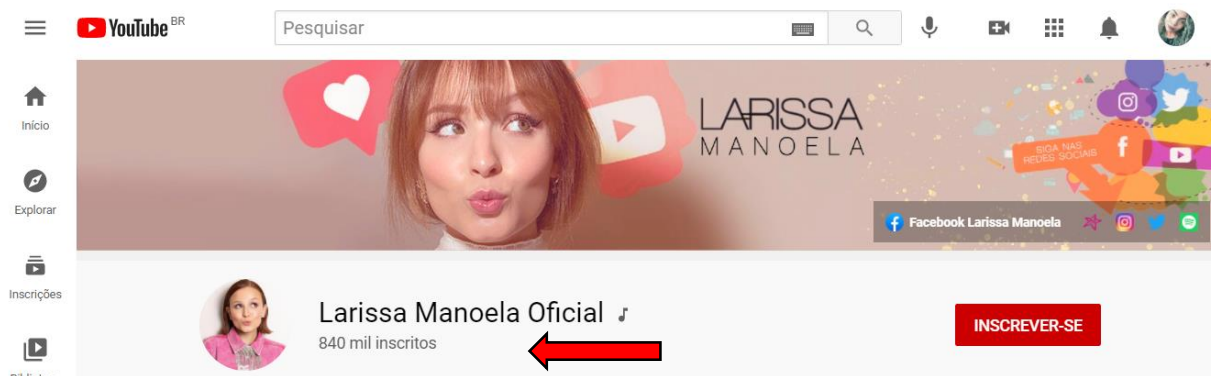 YouTube BR
Pesquisar
Início
Explorar
Inscrições
LARISSA
MANOELA
SIGA NAS
REDES SOCIAIS
Facebook Larissa Manoela
Larissa Manoela Oficial
840 mil inscritos
INSCREVER-SE